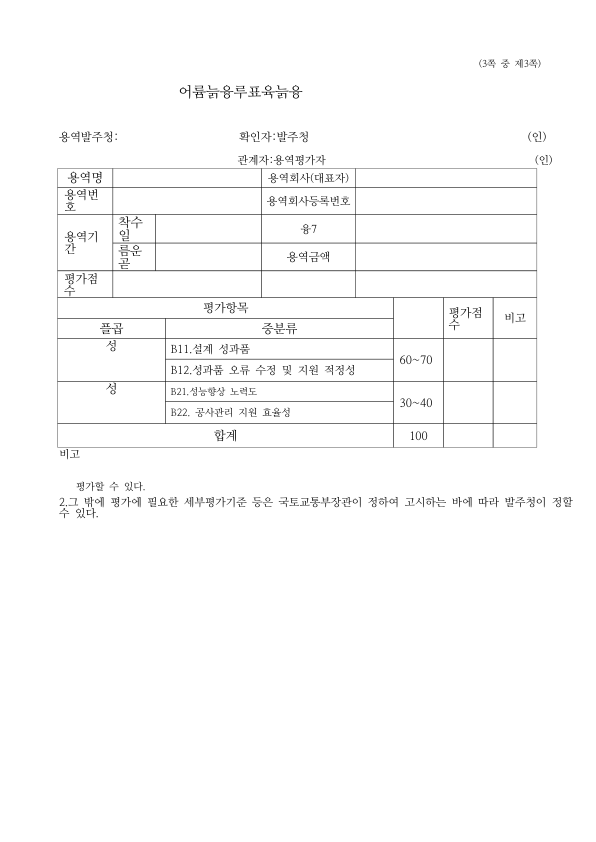 (3쪽 중 제3쪽)
어륨늙용루표육늙용
용역발주청: 확인자:발주청 (인)
관계자:용역평가자 (인)
용역명 용역회사(대표자)
용역번호 용역회사등록번호
용역기간 착수일 융7
름운곧 용역금액
평가점수
평가항목 평가점수 비고
플곱 중분류
성 B11.설계 성과품 60~70
B12.성과품 오류 수정 및 지원 적정성
성 B21.성능향상 노력도 30~40
B22. 공사관리 지원 효율성
합계 100
비고
평가할 수 있다.
2.그 밖에 평가에 필요한 세부평가기준 등은 국토교통부장관이 정하여 고시하는 바에 따라 발주청이 정할
수 있다.